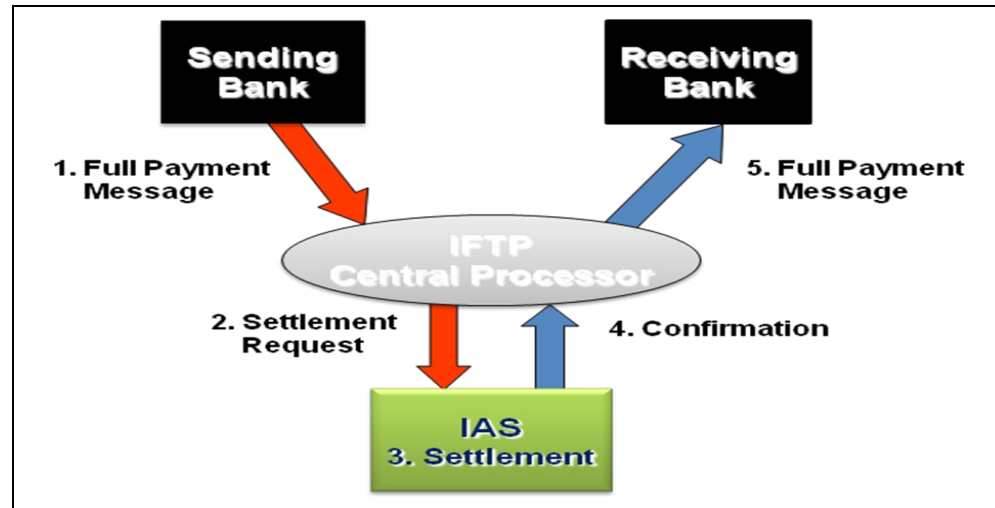 Sending
Bank
Receiving
Bank
1. Full Payment
Message
5. Full Payment
Message
IFTP
Central Processor
2. Settlement
Request
4. Confirmation
IAS
3. Settlement